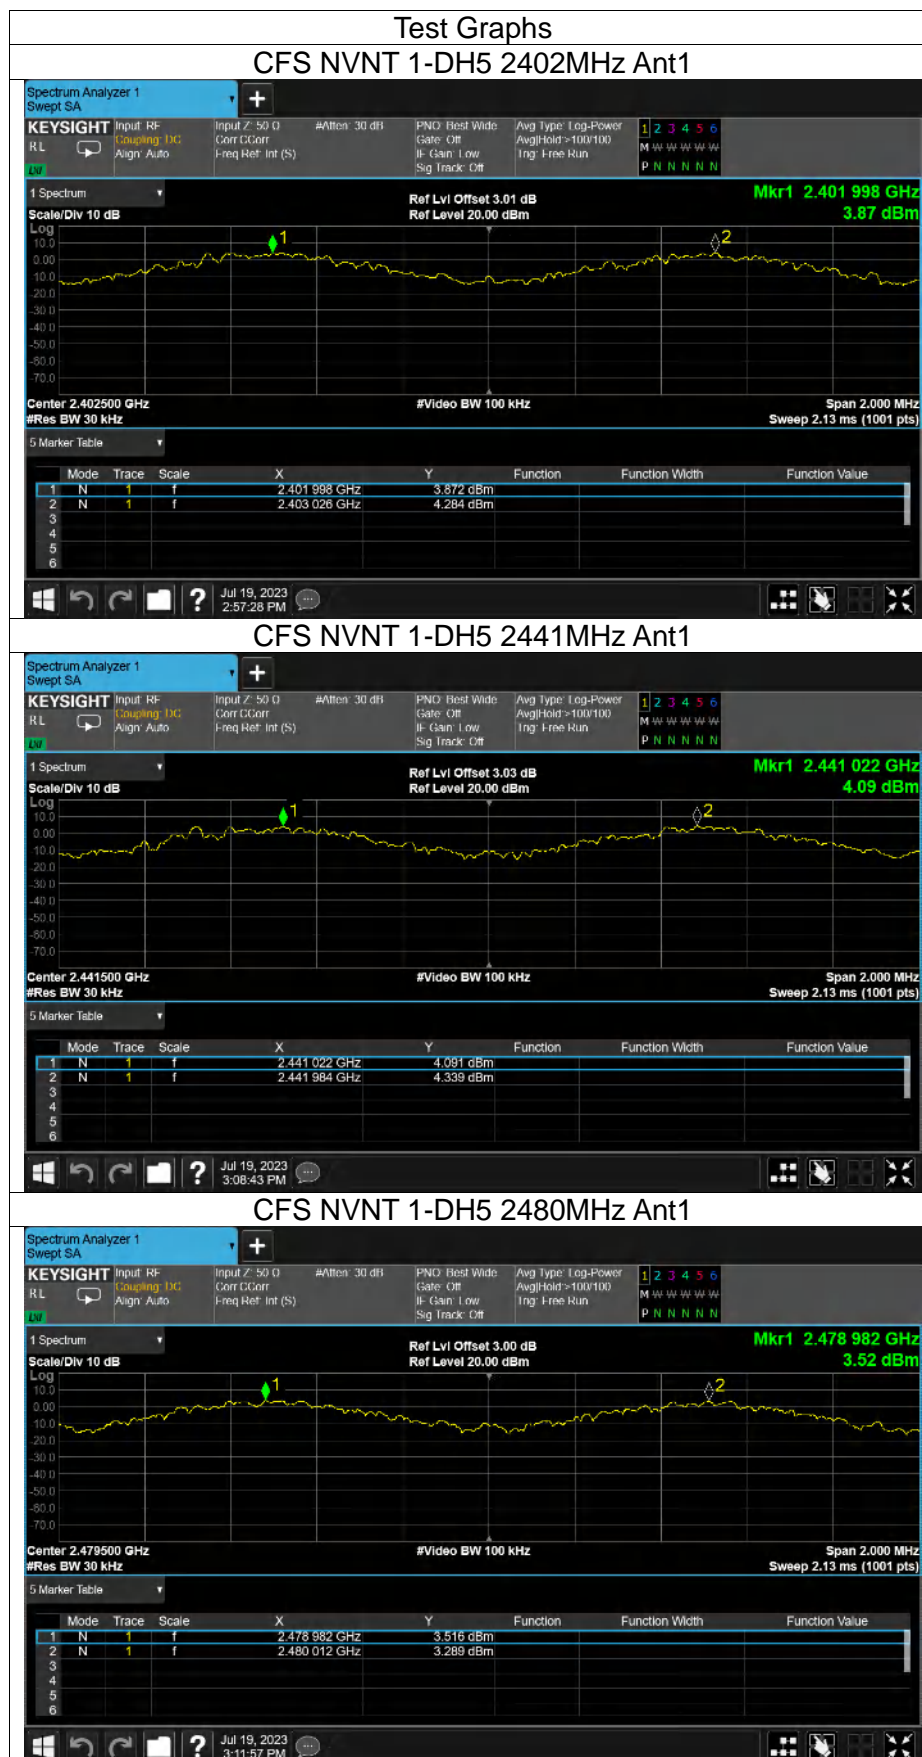 Test Graphs
CFS NVNT 1-DH5 2402MHz Ant1
Spectrum Analyzer 1
Swept SA
+
KEYSIGHT Input: RF Input Z: 50 Ω #Atten: 30 dB PNO: Best Wide Avg Type: Log-Power 1 2 3 4 5 6
RL Coupling: DC Corr CCorr Gate: Off Avg|Hold:>100/100 M W W W W W
Align: Auto Freq Ref: Int (S) IF Gain: Low Trig: Free Run
Sig Track: Off P N N N N N
1 Spectrum Ref Lvl Offset 3.01 dB Mkr1 2.401 998 GHz
Scale/Div 10 dB Ref Level 20.00 dBm 3.87 dBm
Log
10.0 1 2
0.00
-10.0
-20.0
-30.0
-40.0
-50.0
-60.0
-70.0
Center 2.402500 GHz #Video BW 100 kHz Span 2.000 MHz
#Res BW 30 kHz Sweep 2.13 ms (1001 pts)
5 Marker Table
Mode Trace Scale X Y Function Function Width Function Value
1 N 1 f 2.401 998 GHz 3.872 dBm
2 N 1 f 2.403 026 GHz 4.284 dBm
3
4
5
6
? Jul 19, 2023
2:57:28 PM
CFS NVNT 1-DH5 2441MHz Ant1
Spectrum Analyzer 1
Swept SA
+
KEYSIGHT Input: RF Input Z: 50 Ω #Atten: 30 dB PNO: Best Wide Avg Type: Log-Power 1 2 3 4 5 6
RL Coupling: DC Corr CCorr Gate: Off Avg|Hold:>100/100 M W W W W W
Align: Auto Freq Ref: Int (S) IF Gain: Low Trig: Free Run
Sig Track: Off P N N N N N
1 Spectrum Ref Lvl Offset 3.03 dB Mkr1 2.441 022 GHz
Scale/Div 10 dB Ref Level 20.00 dBm 4.09 dBm
Log
10.0 1 2
0.00
-10.0
-20.0
-30.0
-40.0
-50.0
-60.0
-70.0
Center 2.441500 GHz #Video BW 100 kHz Span 2.000 MHz
#Res BW 30 kHz Sweep 2.13 ms (1001 pts)
5 Marker Table
Mode Trace Scale X Y Function Function Width Function Value
1 N 1 f 2.441 022 GHz 4.091 dBm
2 N 1 f 2.441 984 GHz 4.339 dBm
3
4
5
6
? Jul 19, 2023
3:08:43 PM
CFS NVNT 1-DH5 2480MHz Ant1
Spectrum Analyzer 1
Swept SA
+
KEYSIGHT Input: RF Input Z: 50 Ω #Atten: 30 dB PNO: Best Wide Avg Type: Log-Power 1 2 3 4 5 6
RL Coupling: DC Corr CCorr Gate: Off Avg|Hold:>100/100 M W W W W W
Align: Auto Freq Ref: Int (S) IF Gain: Low Trig: Free Run
Sig Track: Off P N N N N N
1 Spectrum Ref Lvl Offset 3.00 dB Mkr1 2.478 982 GHz
Scale/Div 10 dB Ref Level 20.00 dBm 3.52 dBm
Log
10.0 1 2
0.00
-10.0
-20.0
-30.0
-40.0
-50.0
-60.0
-70.0
Center 2.479500 GHz #Video BW 100 kHz Span 2.000 MHz
#Res BW 30 kHz Sweep 2.13 ms (1001 pts)
5 Marker Table
Mode Trace Scale X Y Function Function Width Function Value
1 N 1 f 2.478 982 GHz 3.516 dBm
2 N 1 f 2.480 012 GHz 3.289 dBm
3
4
5
6
? Jul 19, 2023
3:11:57 PM